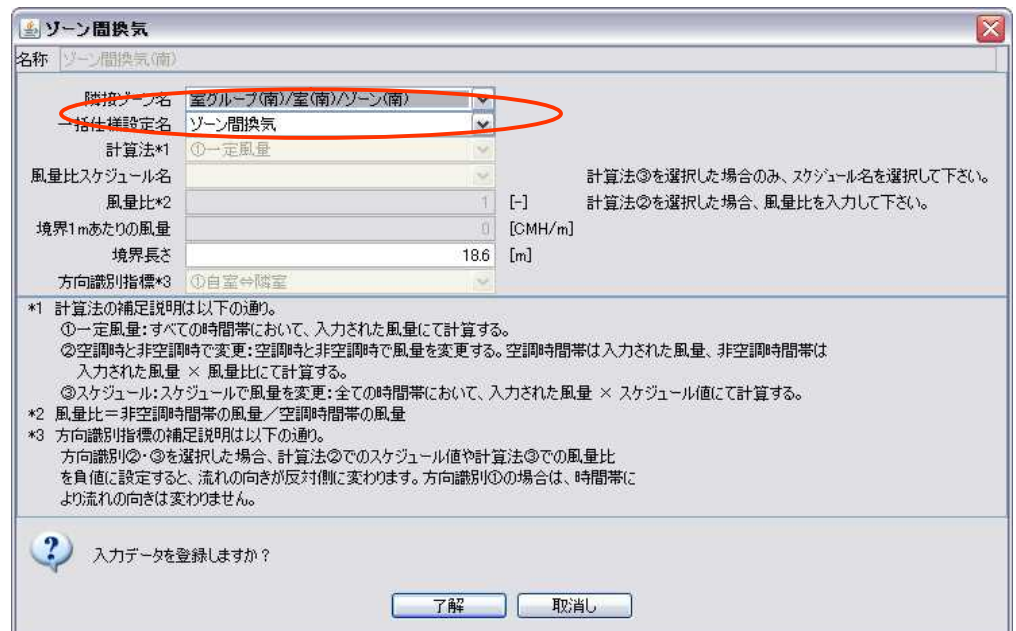 ゾーン間換気
名称 ゾーン間換気(南)
隣接ゾーン名 室グループ(南)/室(南)/ゾーン(南)
一括仕様設定名 ゾーン間換気
計算法*1 ①一定風量
風量比スケジュール名 計算法③を選択した場合のみ、スケジュール名を選択して下さい。
風量比*2 1 [-] 計算法②を選択した場合、風量比を入力して下さい。
境界1mあたりの風量 0 [CMH/m]
境界長さ 18.6 [m]
方向識別指標*3 ①自室⇔隣室
*1 計算法の補足説明は以下の通り。
①一定風量：すべての時間帯において、入力された風量にて計算する。
②空調時と非空調時で変更：空調時と非空調時で風量を変更する。空調時間帯は入力された風量、非空調時間帯は
入力された風量 × 風量比にて計算する。
③スケジュール：スケジュールで風量を変更：全ての時間帯において、入力された風量 × スケジュール値にて計算する。
*2 風量比＝非空調時間帯の風量／空調時間帯の風量
*3 方向識別指標の補足説明は以下の通り。
方向識別②・③を選択した場合、計算法②でのスケジュール値や計算法③での風量比
を負値に設定すると、流れの向きが反対側に変わります。方向識別①の場合は、時間帯に
より流れの向きは変わりません。
入力データを登録しますか？
了解 取消し